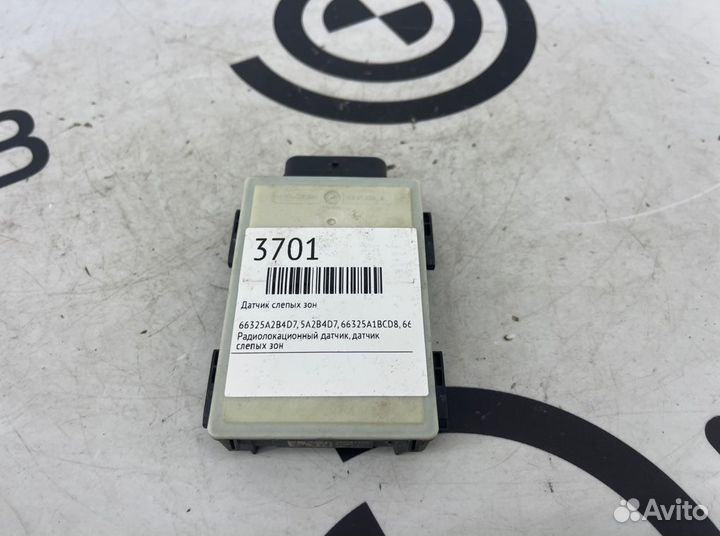 B
3701
Датчик слепых зон
66325A2B4D7, 5A2B4D7, 66325A1BCD8, 66
Радиолокационный датчик, датчик
слепых зон
Avito